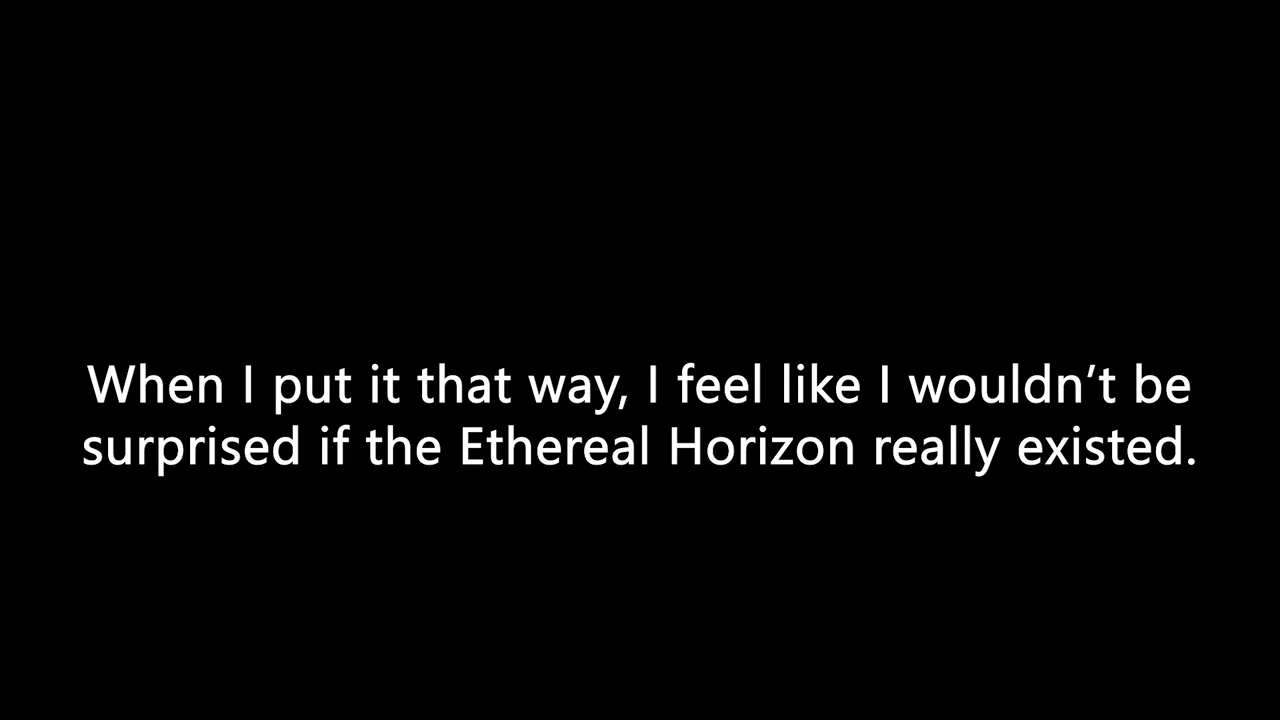 When I put it that way, I feel like I wouldn’t be
surprised if the Ethereal Horizon really existed.